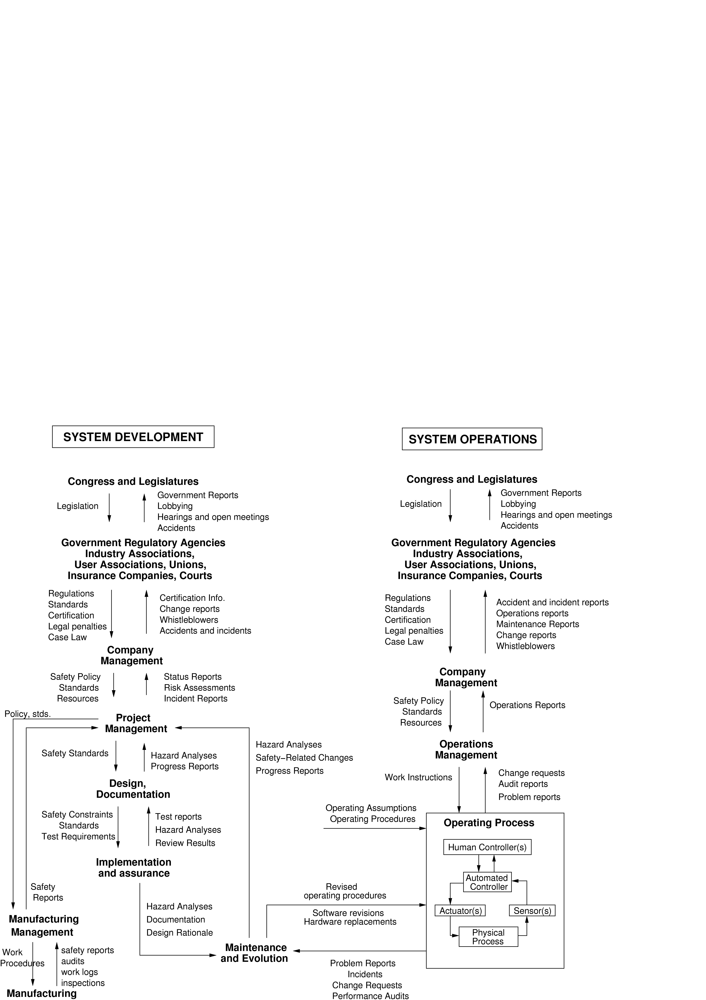 SYSTEM DEVELOPMENT
Congress and Legislatures
Legislation
Government Reports
Lobbying
Hearings and open meetings
Accidents
Government Regulatory Agencies
Industry Associations,
User Associations, Unions,
Insurance Companies, Courts
Regulations
Standards
Certification
Legal penalties
Case Law
Certification Info.
Change reports
Whistleblowers
Accidents and incidents
Company
Management
Safety Policy
Standards
Resources
Status Reports
Risk Assessments
Incident Reports
Policy, stds.
Project
Management
Safety Standards
Hazard Analyses
Progress Reports
Hazard Analyses
Safety−Related Changes
Progress Reports
Design,
Documentation
Safety Constraints
Standards
Test Requirements
Test reports
Hazard Analyses
Review Results
Implementation
and assurance
Safety
Reports
Hazard Analyses
Documentation
Design Rationale
Manufacturing
Management
Work
Procedures
safety reports
audits
work logs
inspections
Manufacturing
Maintenance
and Evolution
SYSTEM OPERATIONS
Congress and Legislatures
Legislation
Government Reports
Lobbying
Hearings and open meetings
Accidents
Government Regulatory Agencies
Industry Associations,
User Associations, Unions,
Insurance Companies, Courts
Regulations
Standards
Certification
Legal penalties
Case Law
Accident and incident reports
Operations reports
Maintenance Reports
Change reports
Whistleblowers
Company
Management
Safety Policy
Standards
Resources
Operations Reports
Operations
Management
Work Instructions
Change requests
Audit reports
Problem reports
Operating Assumptions
Operating Procedures
Operating Process
Human Controller(s)
Automated
Controller
Actuator(s)
Sensor(s)
Physical
Process
Revised
operating procedures
Software revisions
Hardware replacements
Problem Reports
Incidents
Change Requests
Performance Audits